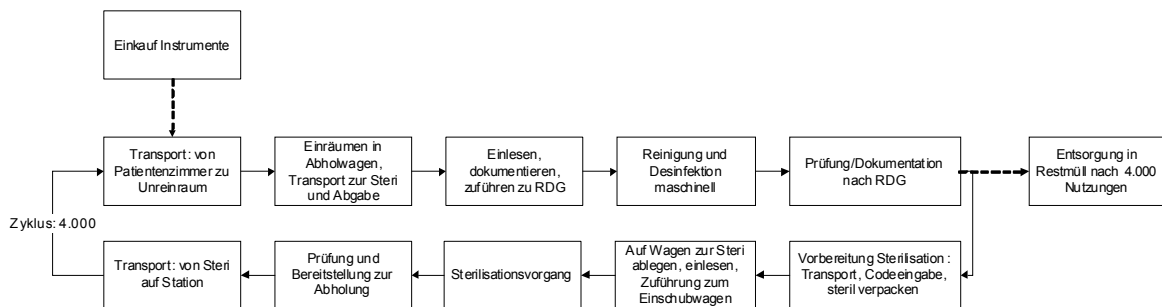 Einkauf Instrumente
Transport: von
Patientenzimmer zu
Unreinraum
Einräumen in
Abholwagen,
Transport zur Steri
und Abgabe
Einlesen,
dokumentieren,
zuführen zu RDG
Reinigung und
Desinfektion
maschinell
Prüfung/Dokumentation
nach RDG
Entsorgung in
Restmüll nach 4.000
Nutzungen
Zyklus: 4.000
Transport: von Steri
auf Station
Prüfung und
Bereitstellung zur
Abholung
Sterilisationsvorgang
Auf Wagen zur Steri
ablegen, einlesen,
Zuführung zum
Einschubwagen
Vorbereitung Sterilisation :
Transport, Codeeingabe,
steril verpacken